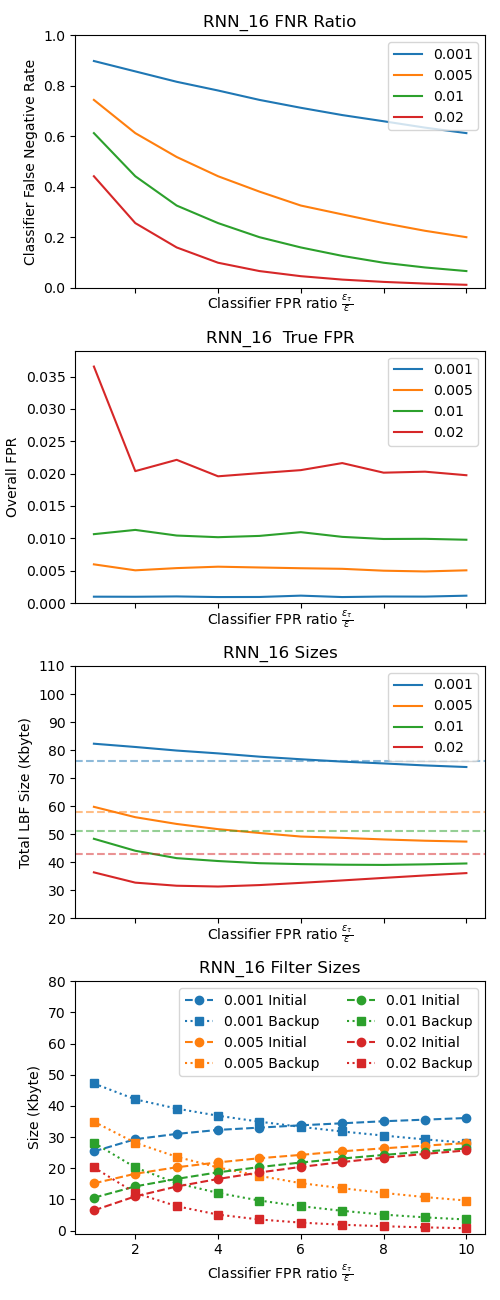 RNN_16 FNR Ratio
1.0
0.8
0.6
0.4
0.2
0.0
Classifier False Negative Rate
0.001
0.005
0.01
0.02
Classifier FPR ratio ετ/ε
RNN_16  True FPR
0.035
0.030
0.025
0.020
0.015
0.010
0.005
0.000
Overall FPR
0.001
0.005
0.01
0.02
Classifier FPR ratio ετ/ε
RNN_16 Sizes
110
100
90
80
70
60
50
40
30
20
Total LBF Size (Kbyte)
0.001
0.005
0.01
0.02
Classifier FPR ratio ετ/ε
RNN_16 Filter Sizes
80
70
60
50
40
30
20
10
0
Size (Kbyte)
0.001 Initial
0.001 Backup
0.005 Initial
0.005 Backup
0.01 Initial
0.01 Backup
0.02 Initial
0.02 Backup
2 4 6 8 10
Classifier FPR ratio ετ/ε